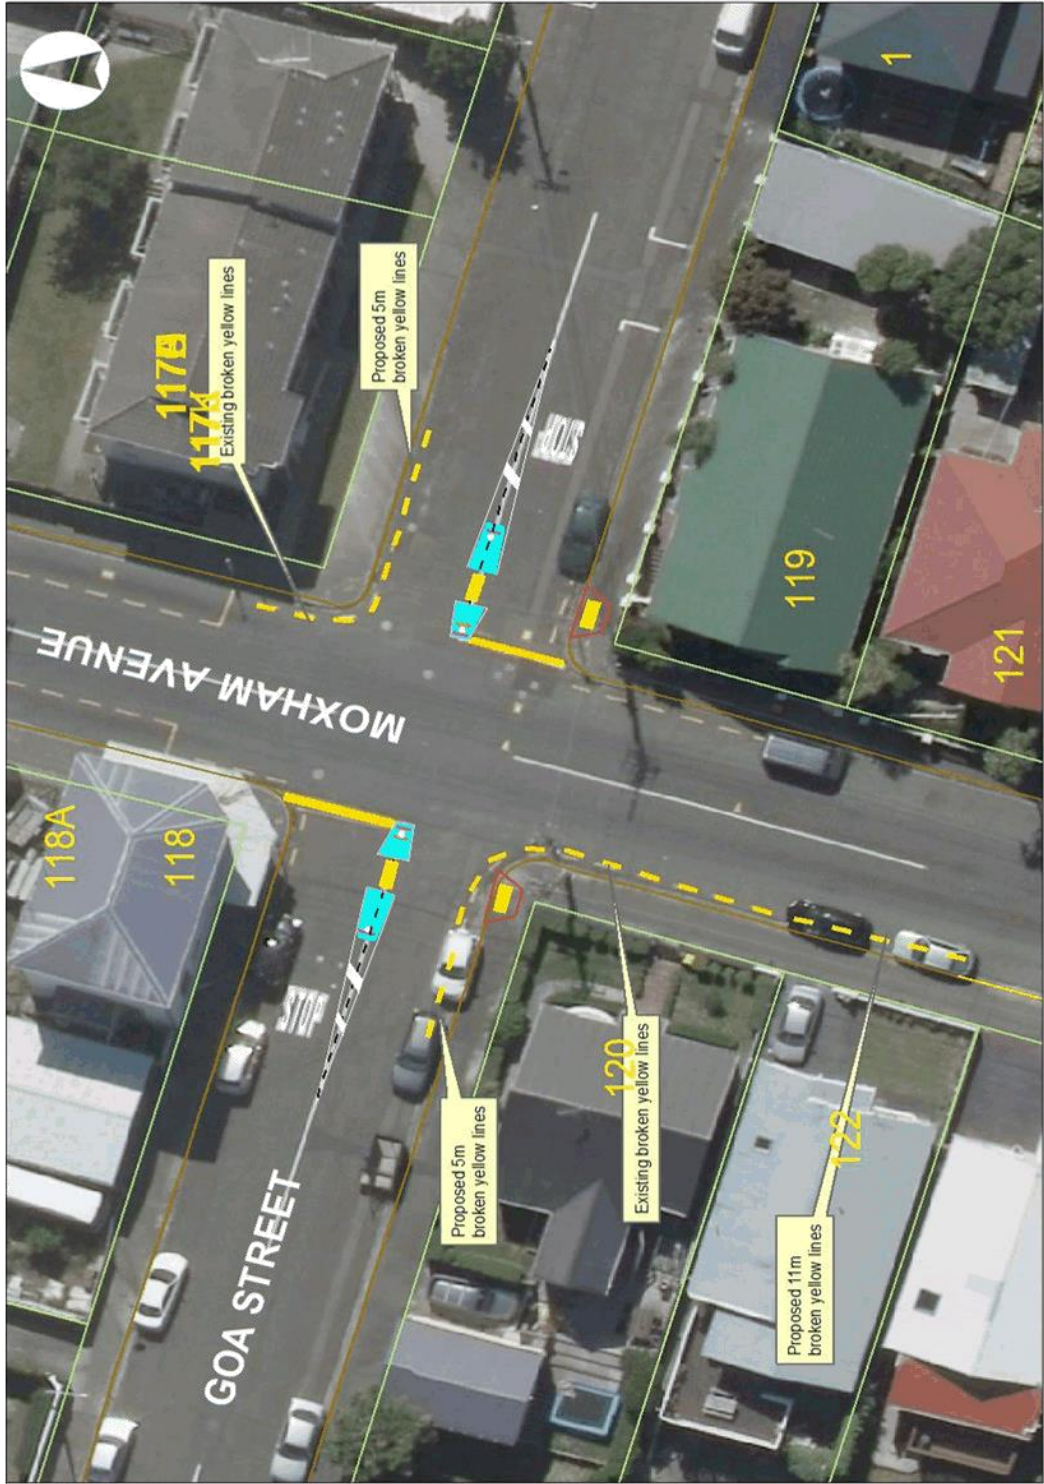 118A
118
MOXHAM AVENUE
Existing broken yellow lines
GOA STREET
STOP
Proposed 5m
broken yellow lines
Proposed 5m
broken yellow lines
STOP
120
Existing broken yellow lines
119
Proposed 11m
broken yellow lines
122
1
121